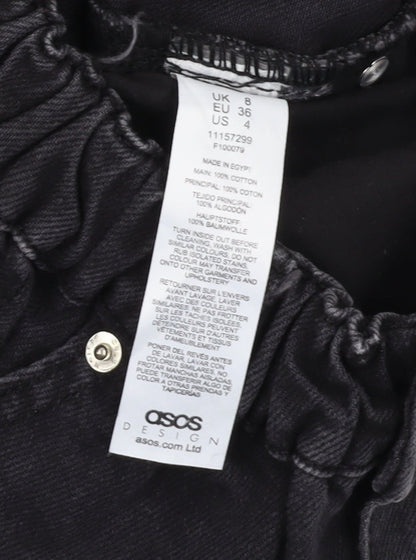 UK 8
EU 36
US 4
11157299
F100079
MADE IN EGYPT
MAIN: 100% COTTON
PRINCIPAL: 100% COTON
TEJIDO PRINCIPAL
100% ALGODÓN
HAUPTSTOFF
100% BAUMWOLLE
TURN INSIDE OUT BEFORE
CLEANING, WASH WITH
SIMILAR COLOURS, DO NOT
RUB ISOLATED STAINS,
COLOUR MAY TRANSFER
ONTO OTHER GARMENTS AND
UPHOLSTERY
RETOURNER SUR L'ENVERS
AVANT LAVAGE, LAVER
AVEC DES COULEURS
SIMILAIRES, NE PAS FROTTER
SUR LES TACHES ISOLÉES,
LES COULEURS PEUVENT
DÉTEINDRE SUR D'AUTRES
VÊTEMENTS ET TISSUS
D'AMEUBLEMENT
PONER DEL REVÉS ANTES
DE LAVAR, LAVAR CON
COLORES SIMILARES, NO
FROTAR MANCHAS AISLADAS,
PUEDE TRANSFERIR ALGO DE
COLOR A OTRAS PRENDAS Y
TAPICERÍAS
asos
DESIGN
asos.com Ltd